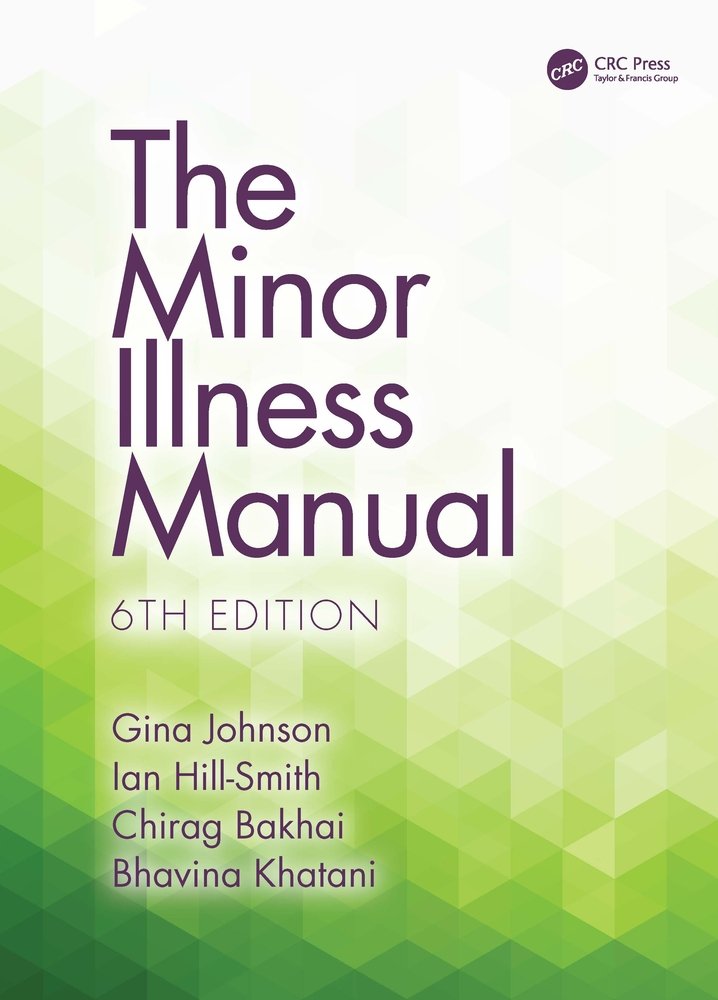 CRC
CRC Press
Taylor & Francis Group
The
Minor
Illness
Manual
6TH EDITION
Gina Johnson
Ian Hill-Smith
Chirag Bakhai
Bhavina Khatani